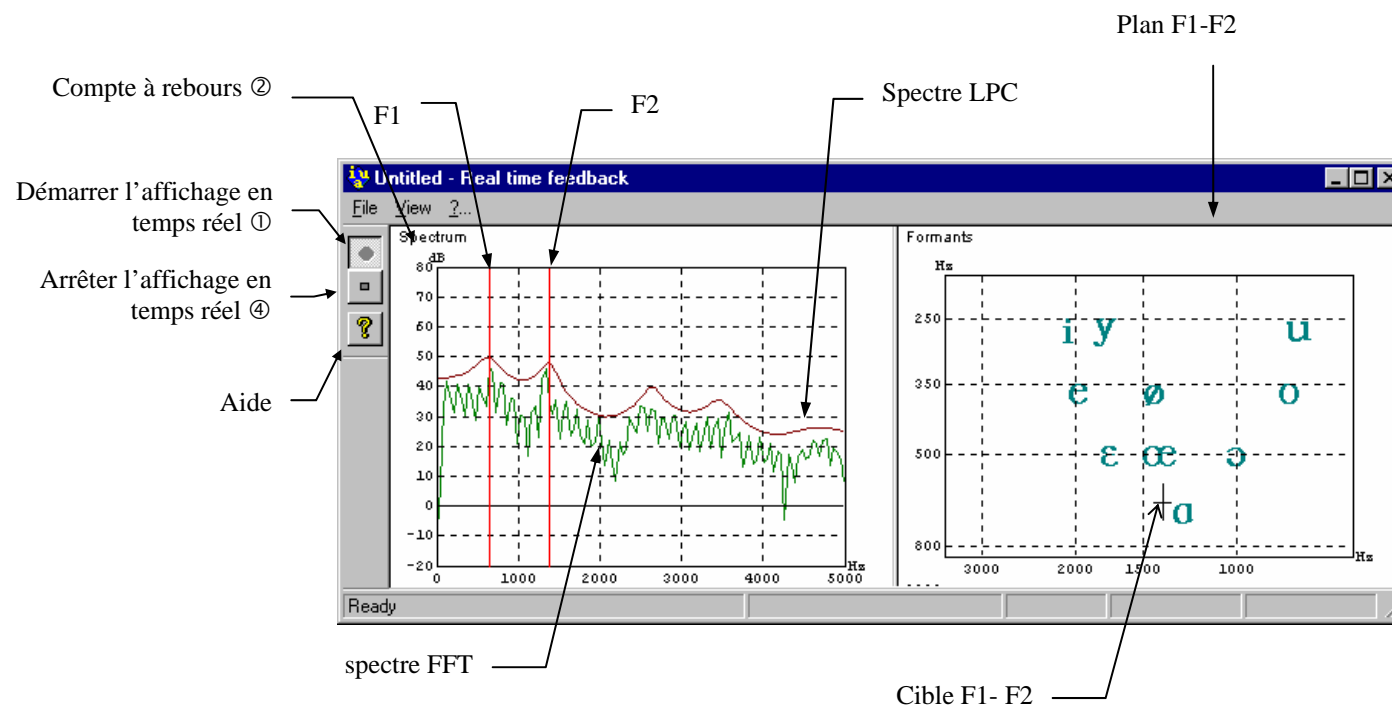 Plan F1-F2
Compte à rebours ②
F1
F2
Spectre LPC
Démarrer l’affichage en
temps réel ①
Arrêter l’affichage en
temps réel ④
Aide
Untitled - Real time feedback
File View ?...
Spectrum
dB
80
70
60
50
40
30
20
10
0
-10
-20
0 1000 2000 3000 4000 5000
Hz
Formants
Hz
250
350
500
800
i y u
e ø o
ɛ œ ɔ
ɑ
3000 2000 1500 1000
Hz
Ready
spectre FFT
Cible F1- F2